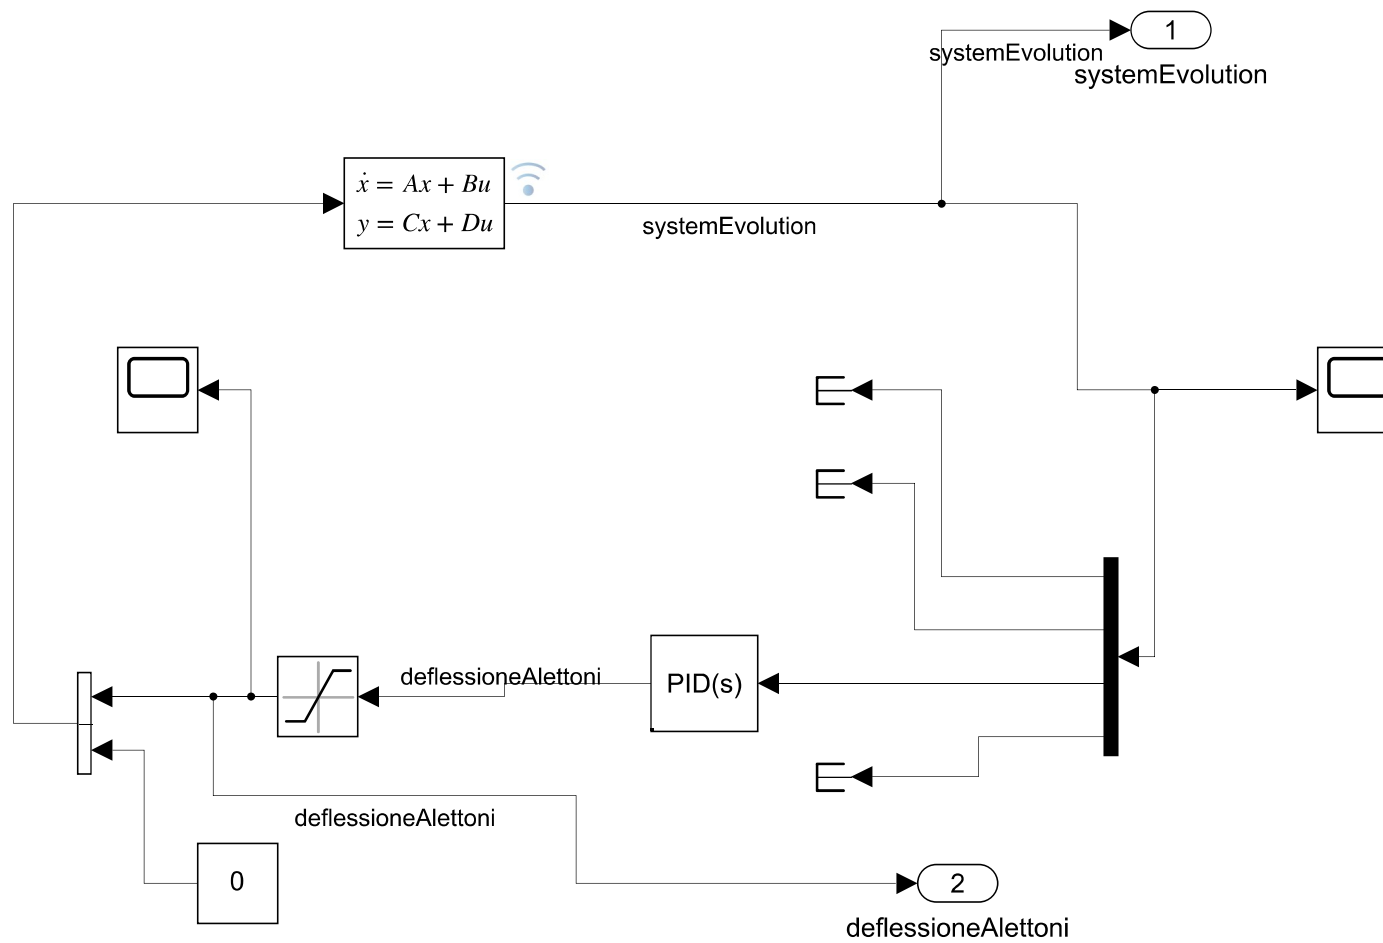 1
systemEvolution
systemEvolution
ẋ = Ax + Bu
y = Cx + Du
systemEvolution
deflessioneAlettoni
PID(s)
deflessioneAlettoni
0
2
deflessioneAlettoni